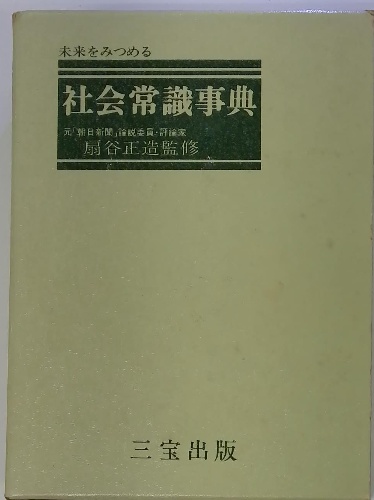 未来をみつめる
社会常識事典
元「朝日新聞」論説委員・評論家
扇谷正造監修
三宝出版